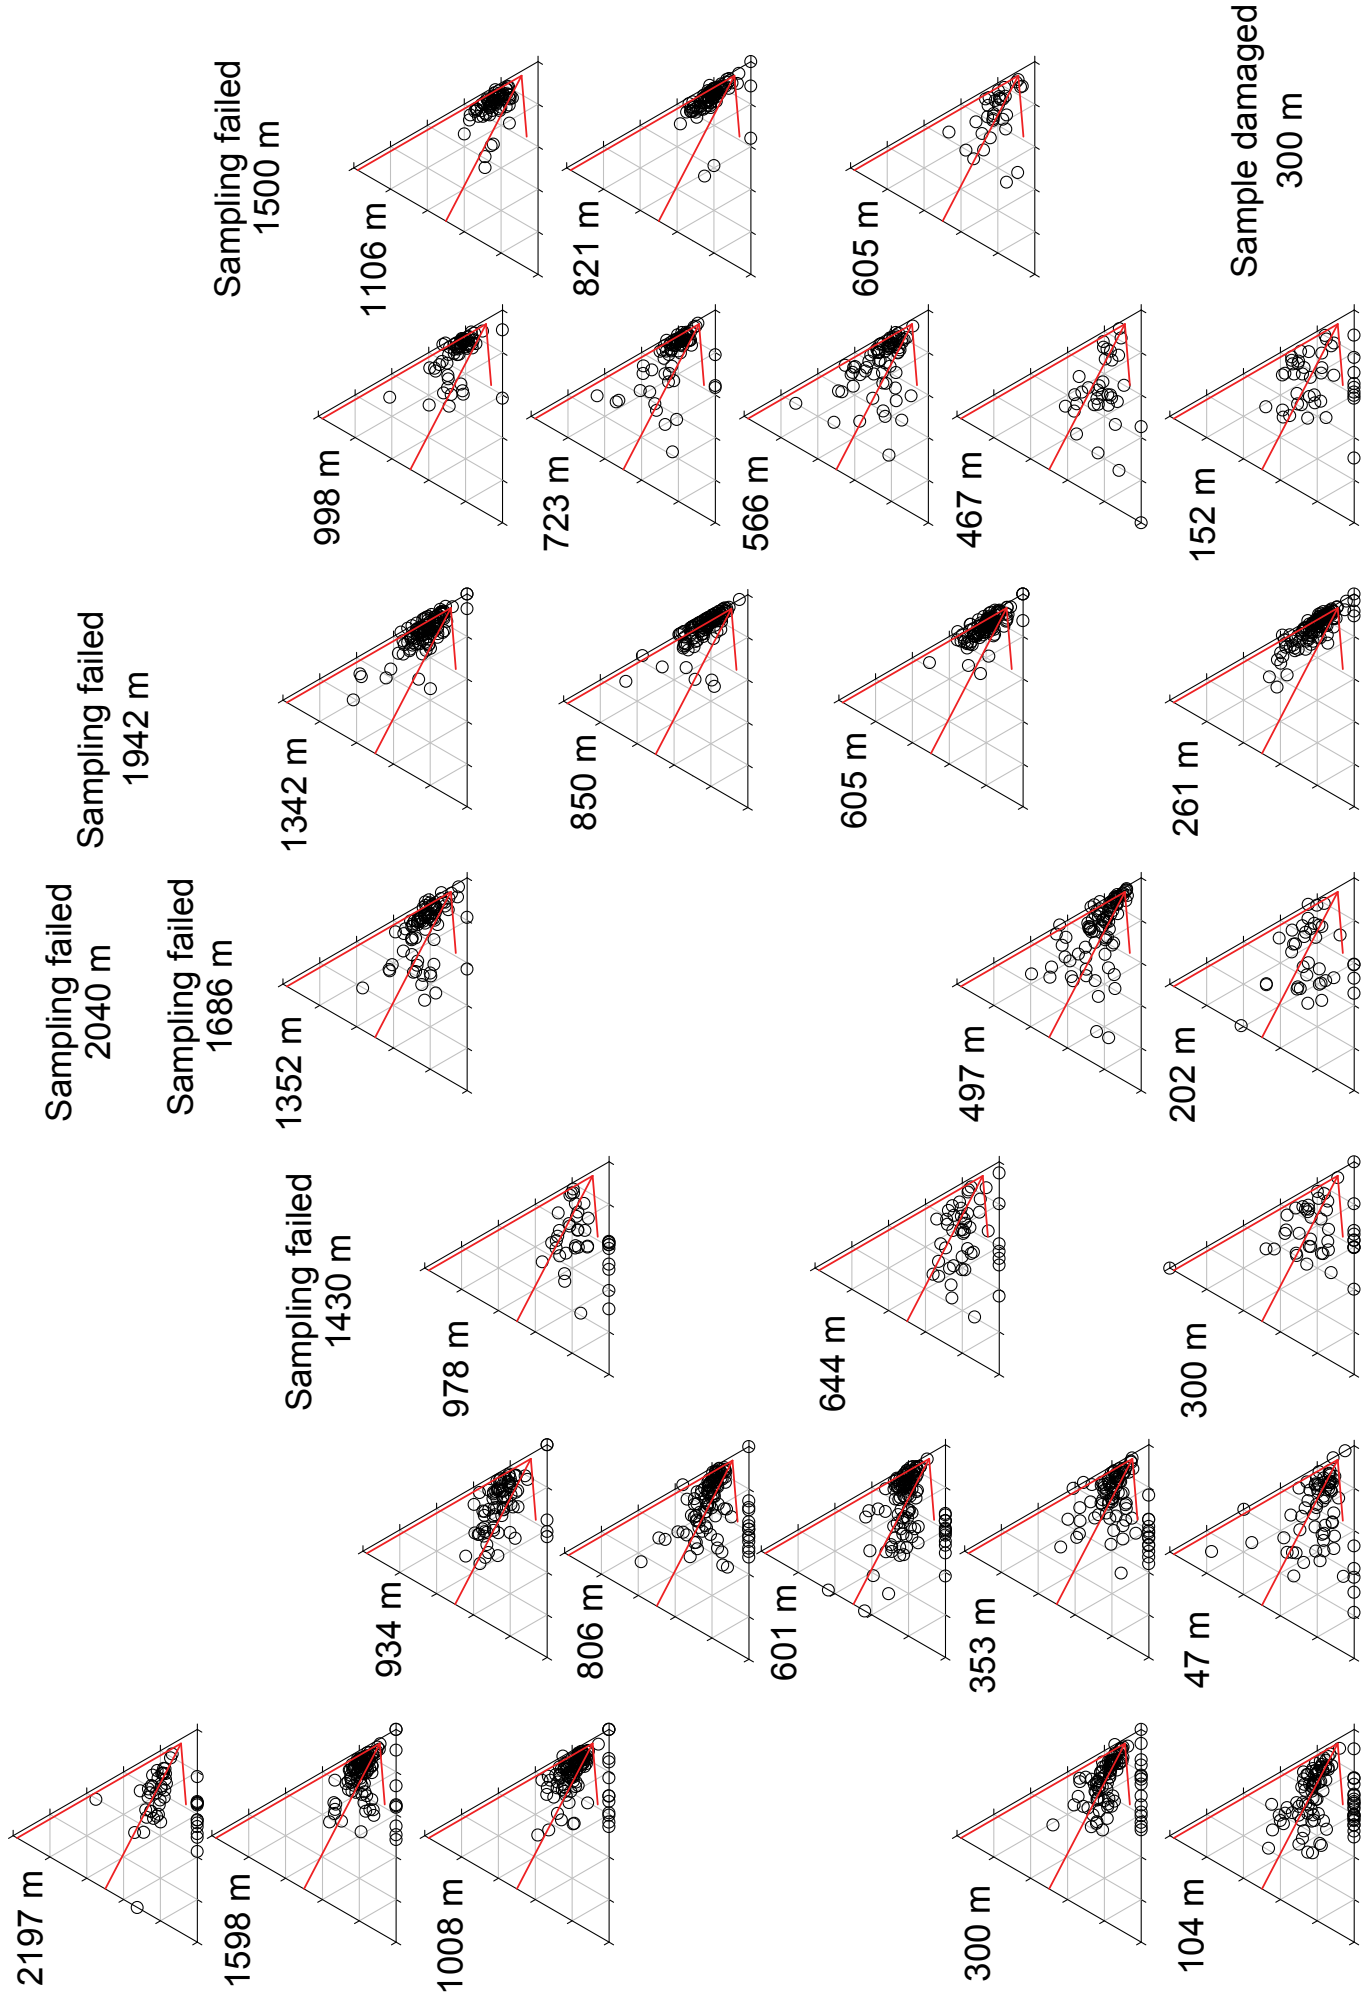 2197 m
1598 m
1008 m
300 m
104 m
934 m
806 m
601 m
353 m
47 m
Sampling failed
1430 m
978 m
644 m
300 m
Sampling failed
2040 m
Sampling failed
1686 m
1352 m
497 m
202 m
Sampling failed
1942 m
1342 m
850 m
605 m
261 m
998 m
723 m
566 m
467 m
152 m
Sampling failed
1500 m
1106 m
821 m
605 m
Sample damaged
300 m